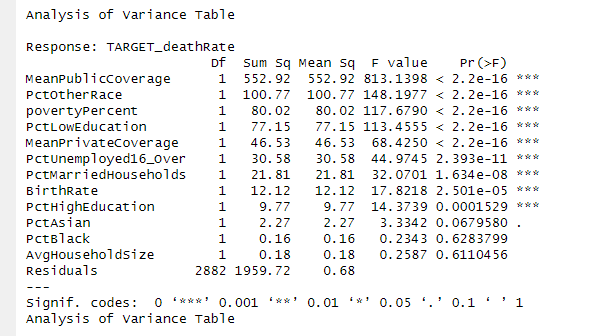 Analysis of Variance Table
Response: TARGET_deathRate
Df Sum Sq Mean Sq F value Pr(>F)
MeanPublicCoverage 1 552.92 552.92 813.1398 < 2.2e-16 ***
PctOtherRace 1 100.77 100.77 148.1977 < 2.2e-16 ***
povertyPercent 1 80.02 80.02 117.6790 < 2.2e-16 ***
PctLowEducation 1 77.15 77.15 113.4555 < 2.2e-16 ***
MeanPrivateCoverage 1 46.53 46.53 68.4250 < 2.2e-16 ***
PctUnemployed16_Over 1 30.58 30.58 44.9745 2.393e-11 ***
PctMarriedHouseholds 1 21.81 21.81 32.0701 1.634e-08 ***
BirthRate 1 12.12 12.12 17.8218 2.501e-05 ***
PctHighEducation 1 9.77 9.77 14.3739 0.0001529 ***
PctAsian 1 2.27 2.27 3.3342 0.0679580 .
PctBlack 1 0.16 0.16 0.2343 0.6283799
AvgHouseholdSize 1 0.18 0.18 0.2587 0.6110456
Residuals 2882 1959.72 0.68
---
Signif. codes: 0 ‘***’ 0.001 ‘**’ 0.01 ‘*’ 0.05 ‘.’ 0.1 ‘ ’ 1
Analysis of Variance Table